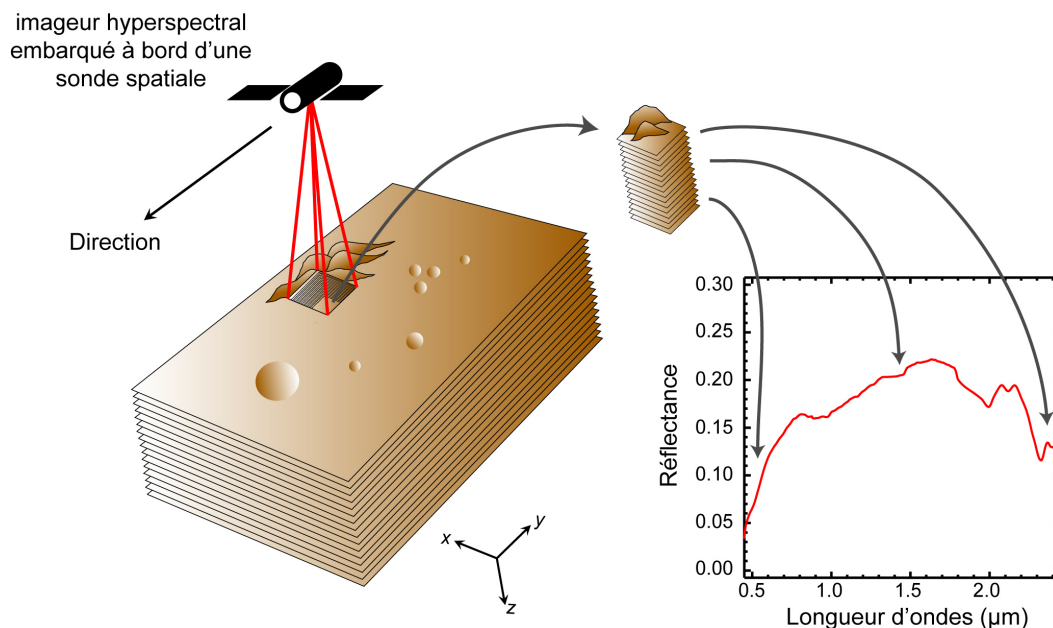 imageur hyperspectral
embarqué à bord d'une
sonde spatiale
Direction
x
y
z
Réflectance
0.30
0.25
0.20
0.15
0.10
0.05
0.00
0.5
1.0
1.5
2.0
Longueur d'ondes (µm)